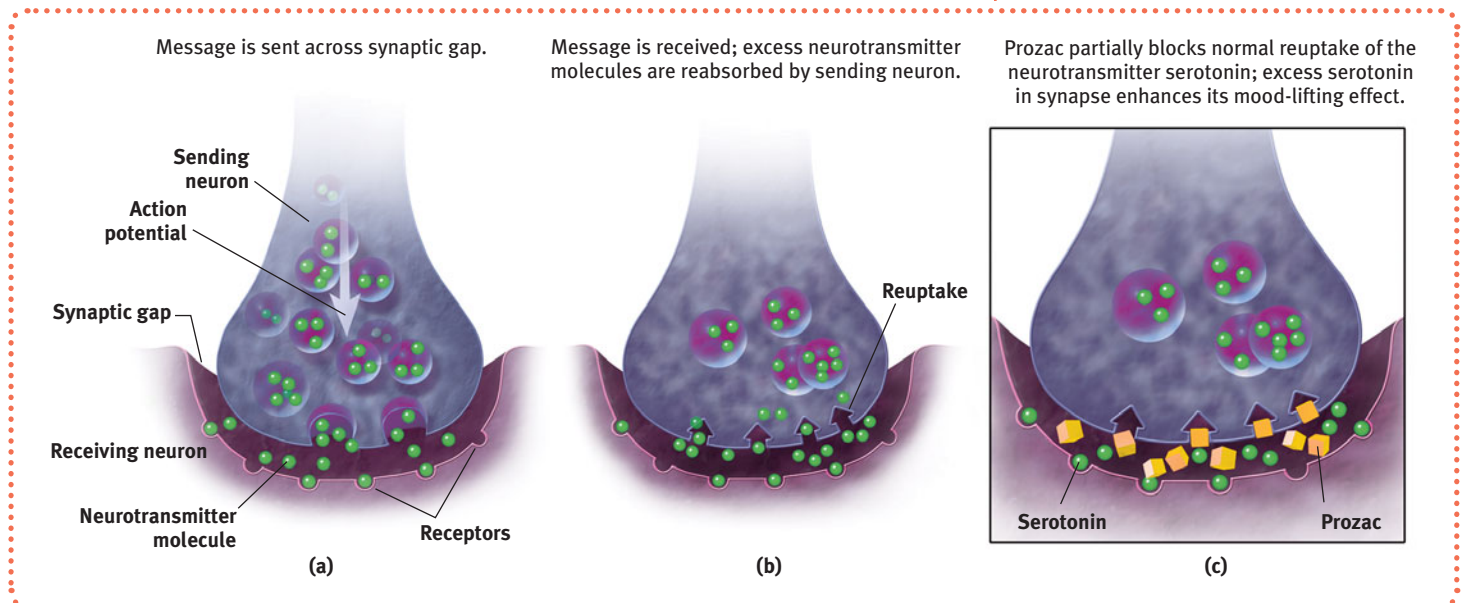 Message is sent across synaptic gap.
Sending
neuron
Action
potential
Synaptic gap
Receiving neuron
Neurotransmitter
molecule
Receptors
(a)
Message is received; excess neurotransmitter
molecules are reabsorbed by sending neuron.
Reuptake
(b)
Prozac partially blocks normal reuptake of the
neurotransmitter serotonin; excess serotonin
in synapse enhances its mood-lifting effect.
Serotonin
Prozac
(c)